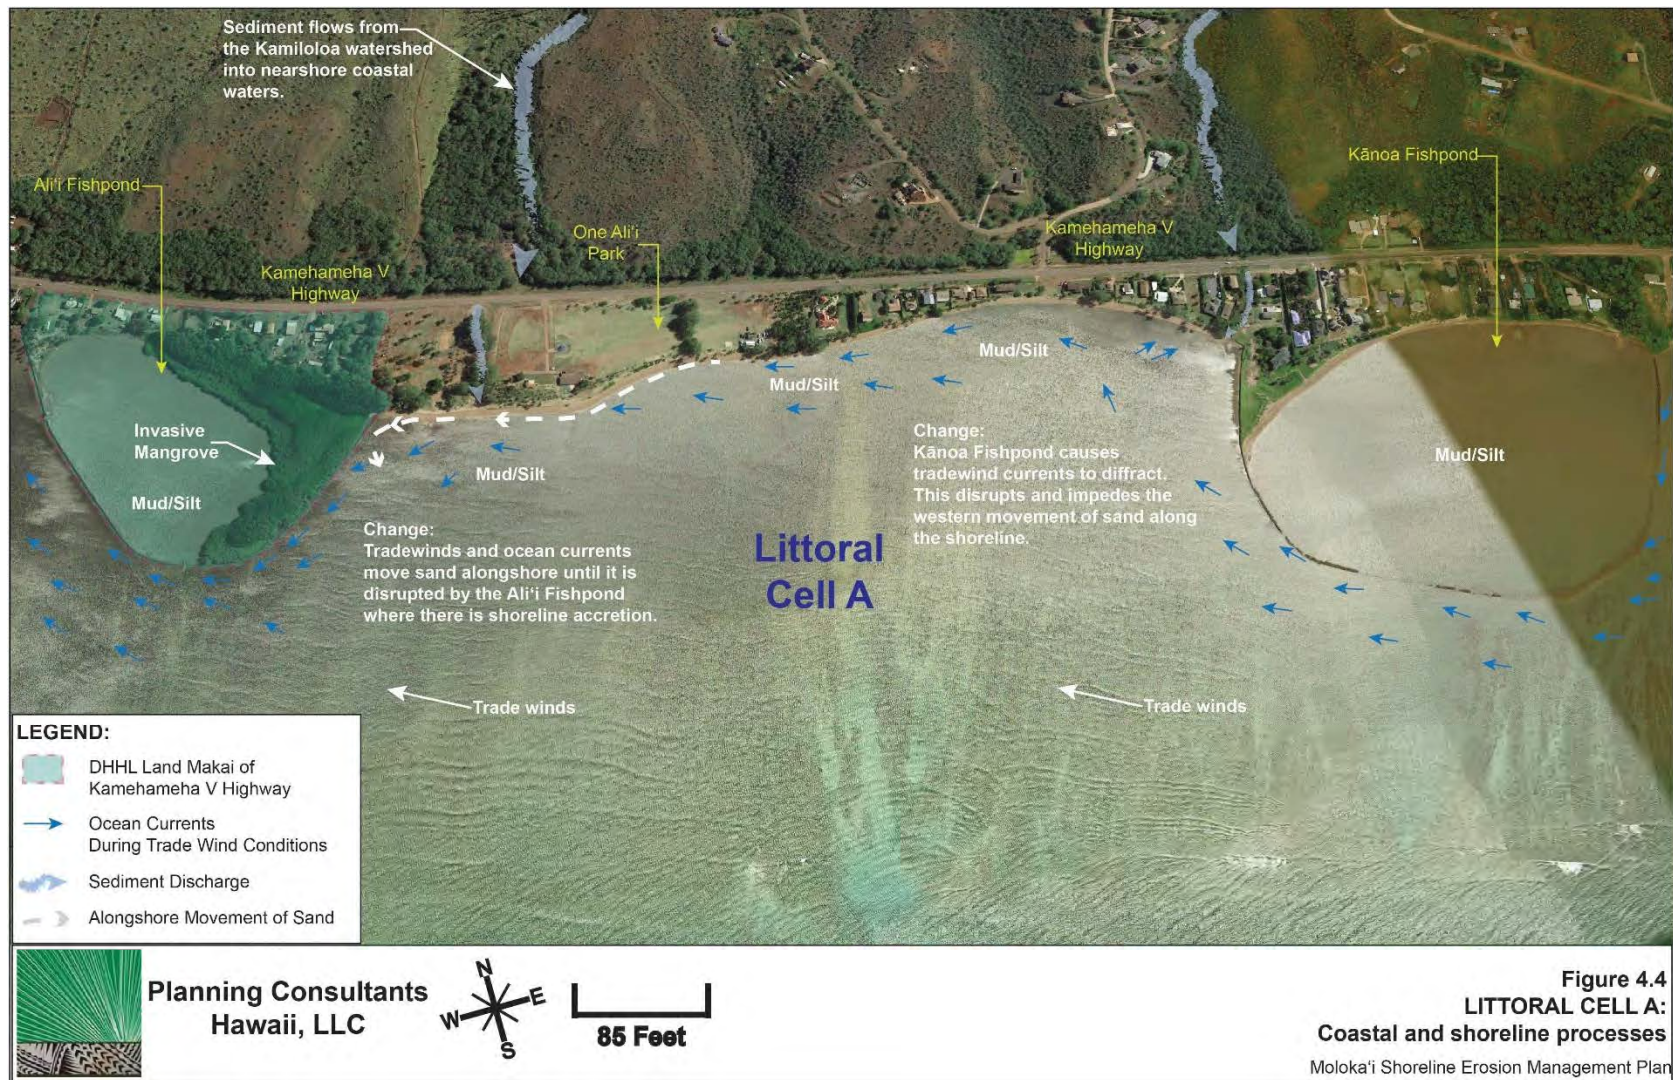 Sediment flows from
the Kamiloloa watershed
into nearshore coastal
waters.
Ali‘i Fishpond
Kamehameha V
Highway
One Ali‘i
Park
Kamehameha V
Highway
Kānoa Fishpond
Invasive
Mangrove
Mud/Silt
Mud/Silt
Mud/Silt
Mud/Silt
Mud/Silt
Change:
Tradewinds and ocean currents
move sand alongshore until it is
disrupted by the Ali‘i Fishpond
where there is shoreline accretion.
Littoral
Cell A
Change:
Kānoa Fishpond causes
tradewind currents to diffract.
This disrupts and impedes the
western movement of sand along
the shoreline.
Trade winds
Trade winds
LEGEND:
DHHL Land Makai of
Kamehameha V Highway
Ocean Currents
During Trade Wind Conditions
Sediment Discharge
Alongshore Movement of Sand
Planning Consultants
Hawaii, LLC
N
E
W
S
85 Feet
Figure 4.4
LITTORAL CELL A:
Coastal and shoreline processes
Moloka‘i Shoreline Erosion Management Plan